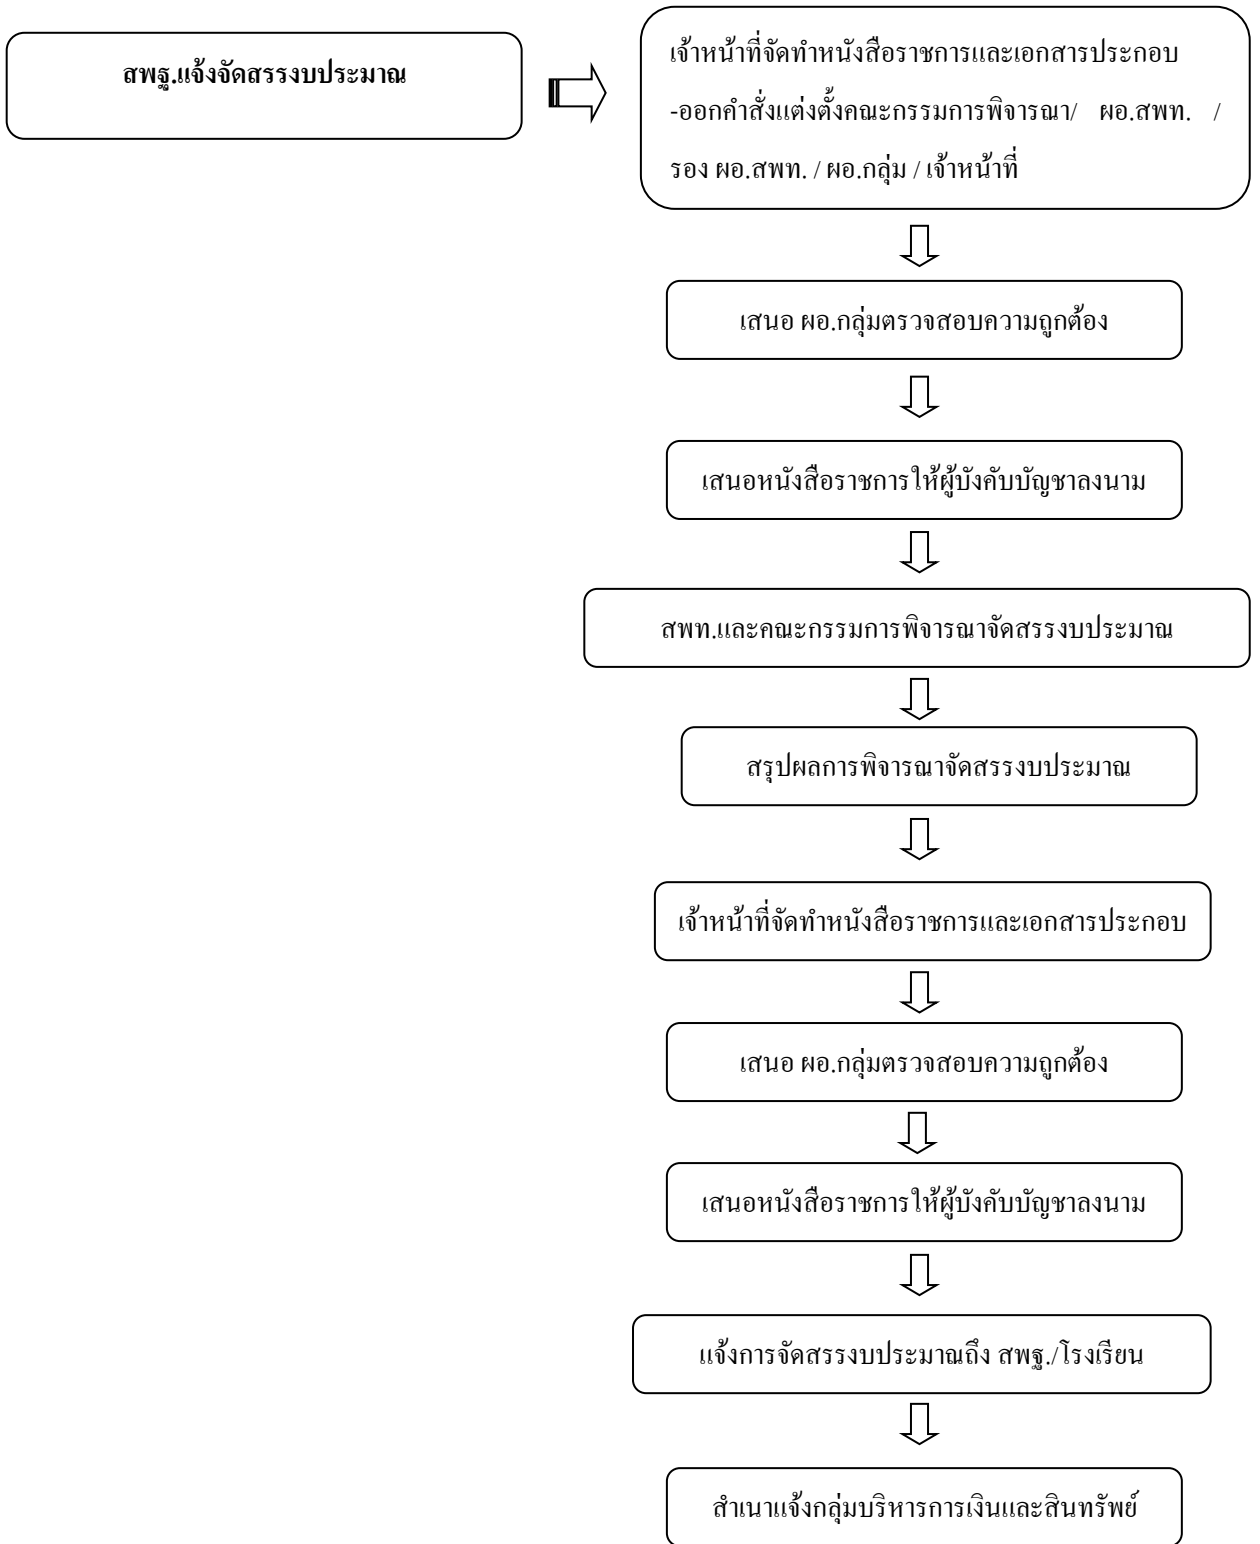 สพฐ.แจ้งจัดสรรงบประมาณ
เจ้าหน้าที่จัดทำหนังสือราชการและเอกสารประกอบ
-ออกคำสั่งแต่งตั้งคณะกรรมการพิจารณา/ ผอ.สพท. /
รอง ผอ.สพท. / ผอ.กลุ่ม / เจ้าหน้าที่
เสนอ ผอ.กลุ่มตรวจสอบความถูกต้อง
เสนอหนังสือราชการให้ผู้บังคับบัญชาลงนาม
สพท.และคณะกรรมการพิจารณาจัดสรรงบประมาณ
สรุปผลการพิจารณาจัดสรรงบประมาณ
เจ้าหน้าที่จัดทำหนังสือราชการและเอกสารประกอบ
เสนอ ผอ.กลุ่มตรวจสอบความถูกต้อง
เสนอหนังสือราชการให้ผู้บังคับบัญชาลงนาม
แจ้งการจัดสรรงบประมาณถึง สพฐ./โรงเรียน
สำเนาแจ้งกลุ่มบริหารการเงินและสินทรัพย์